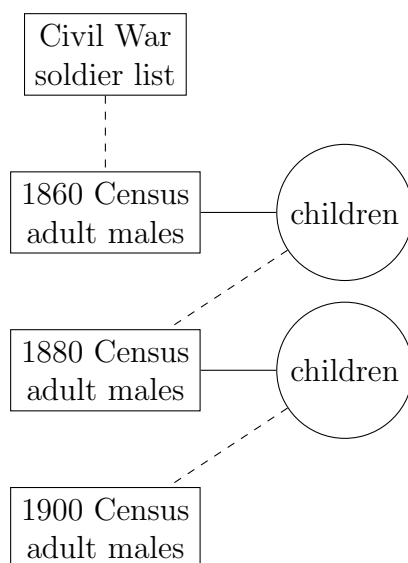 Civil War
soldier list
1860 Census
adult males
children
1880 Census
adult males
children
1900 Census
adult males